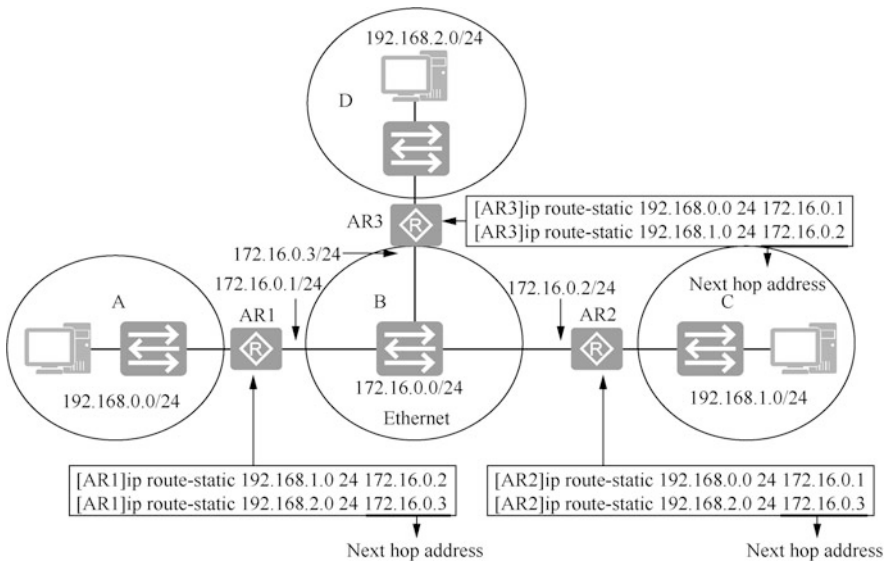 192.168.2.0/24
D
AR3
R
[AR3]ip route-static 192.168.0.0 24 172.16.0.1
[AR3]ip route-static 192.168.1.0 24 172.16.0.2
Next hop address
172.16.0.3/24
172.16.0.1/24
172.16.0.2/24
A
AR1
R
B
AR2
R
C
192.168.0.0/24
172.16.0.0/24
Ethernet
192.168.1.0/24
[AR1]ip route-static 192.168.1.0 24 172.16.0.2
[AR1]ip route-static 192.168.2.0 24 172.16.0.3
Next hop address
[AR2]ip route-static 192.168.0.0 24 172.16.0.1
[AR2]ip route-static 192.168.2.0 24 172.16.0.3
Next hop address